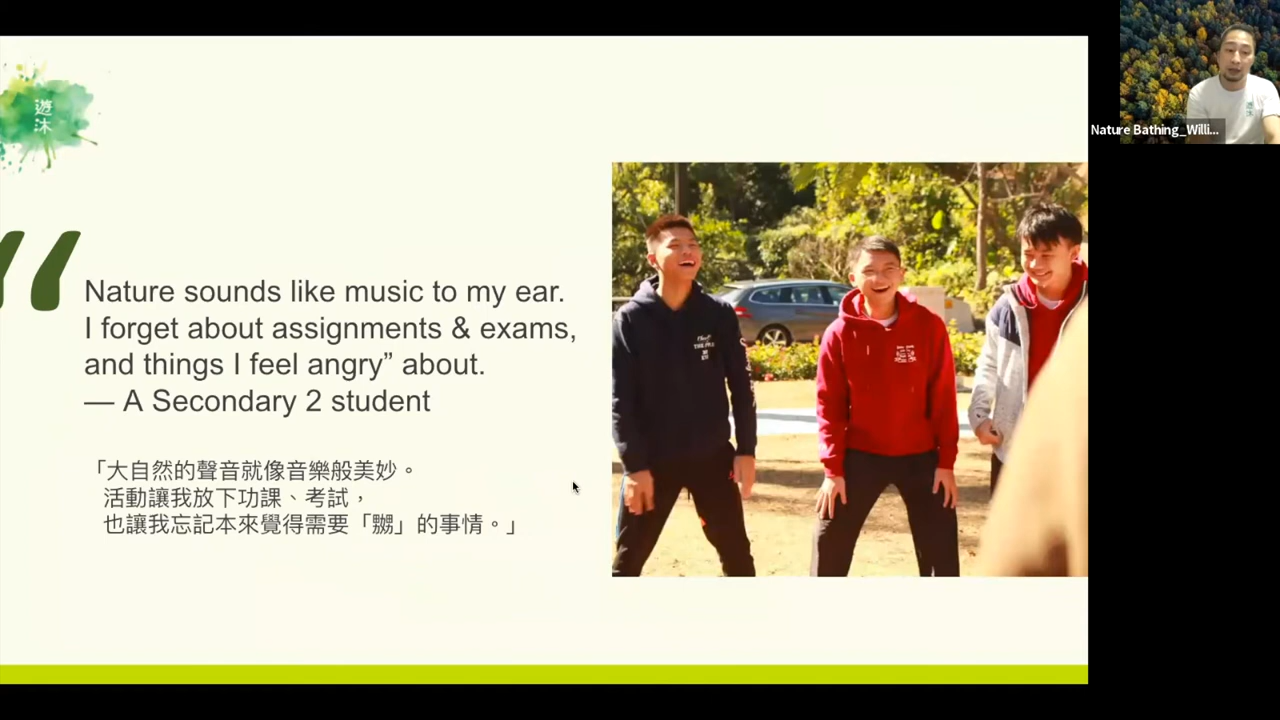 遊
沐
“
Nature sounds like music to my ear.
I forget about assignments & exams,
and things I feel angry” about.
— A Secondary 2 student
「大自然的聲音就像音樂般美妙。
活動讓我放下功課、考試，
也讓我忘記本來覺得需要「嬲」的事情。」
Nature Bathing_Willi...